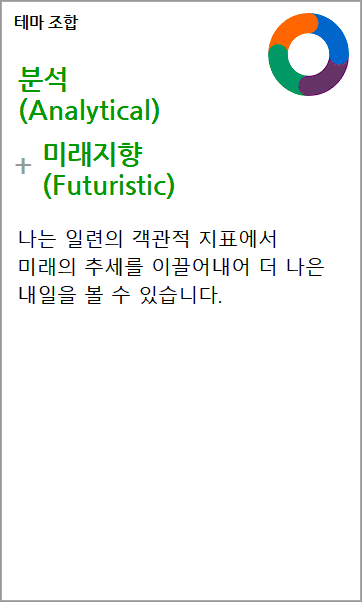 테마 조합
분석
(Analytical)
+ 미래지향
(Futuristic)
나는 일련의 객관적 지표에서
미래의 추세를 이끌어내어 더 나은
내일을 볼 수 있습니다.